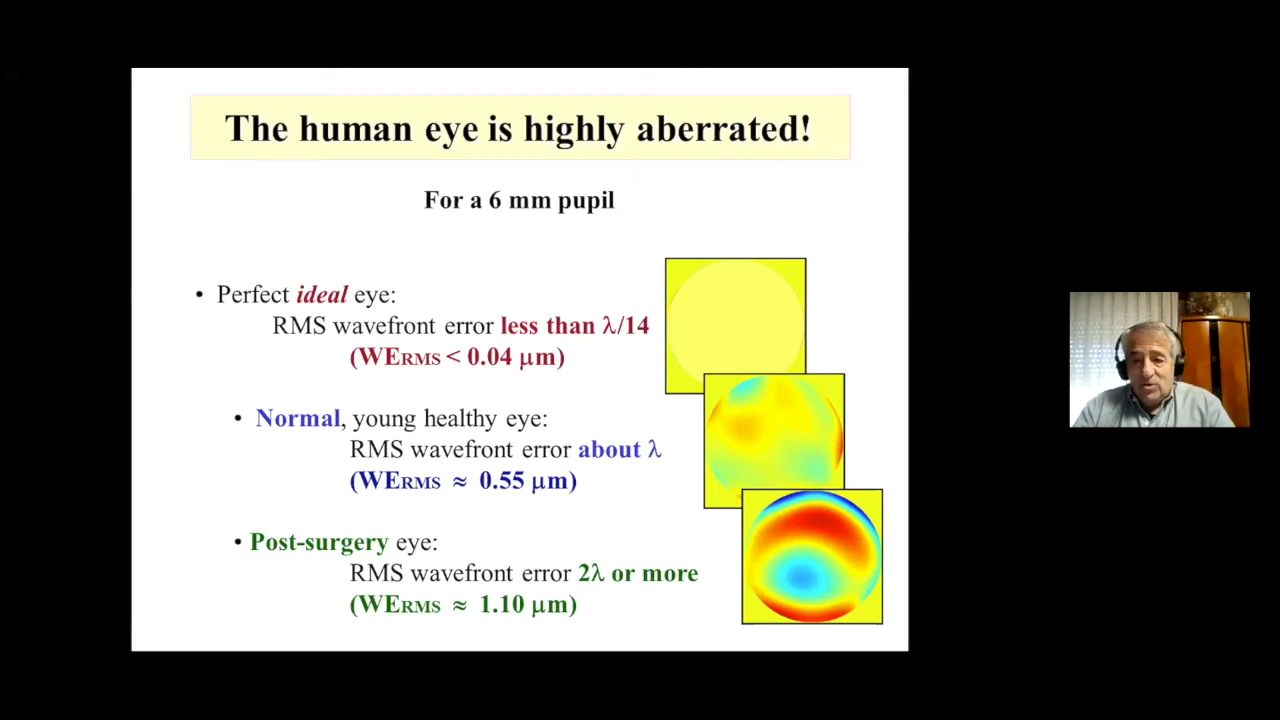 The human eye is highly aberrated!
For a 6 mm pupil
• Perfect ideal eye:
RMS wavefront error less than λ/14
(WERMS < 0.04 μm)
• Normal, young healthy eye:
RMS wavefront error about λ
(WERMS ≈ 0.55 μm)
• Post-surgery eye:
RMS wavefront error 2λ or more
(WERMS ≈ 1.10 μm)